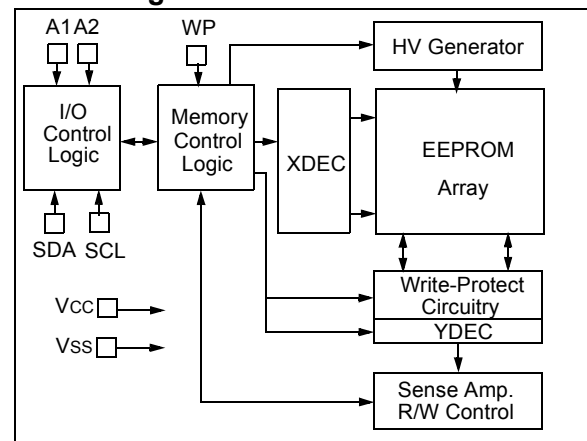 A1 A2
WP
HV Generator
I/O
Control
Logic
Memory
Control
Logic
XDEC
EEPROM
Array
SDA SCL
Write-Protect
Circuitry
YDEC
VCC
VSS
Sense Amp.
R/W Control